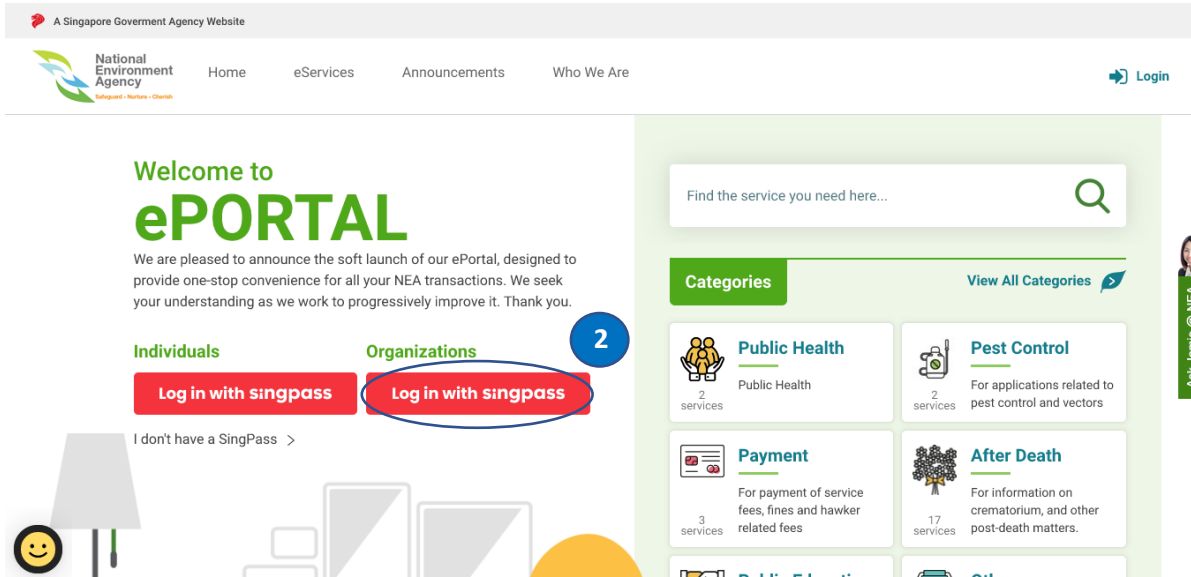 A Singapore Goverment Agency Website
National
Environment
Agency
Safeguard • Nurture • Cherish
Home eServices Announcements Who We Are
Login
Welcome to
ePORTAL
We are pleased to announce the soft launch of our ePortal, designed to
provide one-stop convenience for all your NEA transactions. We seek
your understanding as we work to progressively improve it. Thank you.
2
Individuals
Organizations
Log in with singpass
Log in with singpass
I don't have a SingPass >
Find the service you need here...
Categories
View All Categories
Public Health
Public Health
2
services
Pest Control
For applications related to
pest control and vectors
2
services
Payment
For payment of service
fees, fines and hawker
related fees
3
services
After Death
For information on
crematorium, and other
post-death matters.
17
services
Public